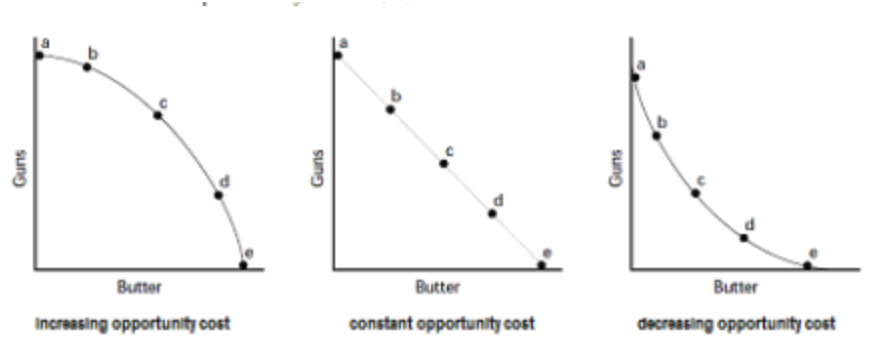 a
b
c
d
e
Guns
Butter
increasing opportunity cost
a
b
c
d
e
Guns
Butter
constant opportunity cost
a
b
c
d
e
Guns
Butter
decreasing opportunity cost